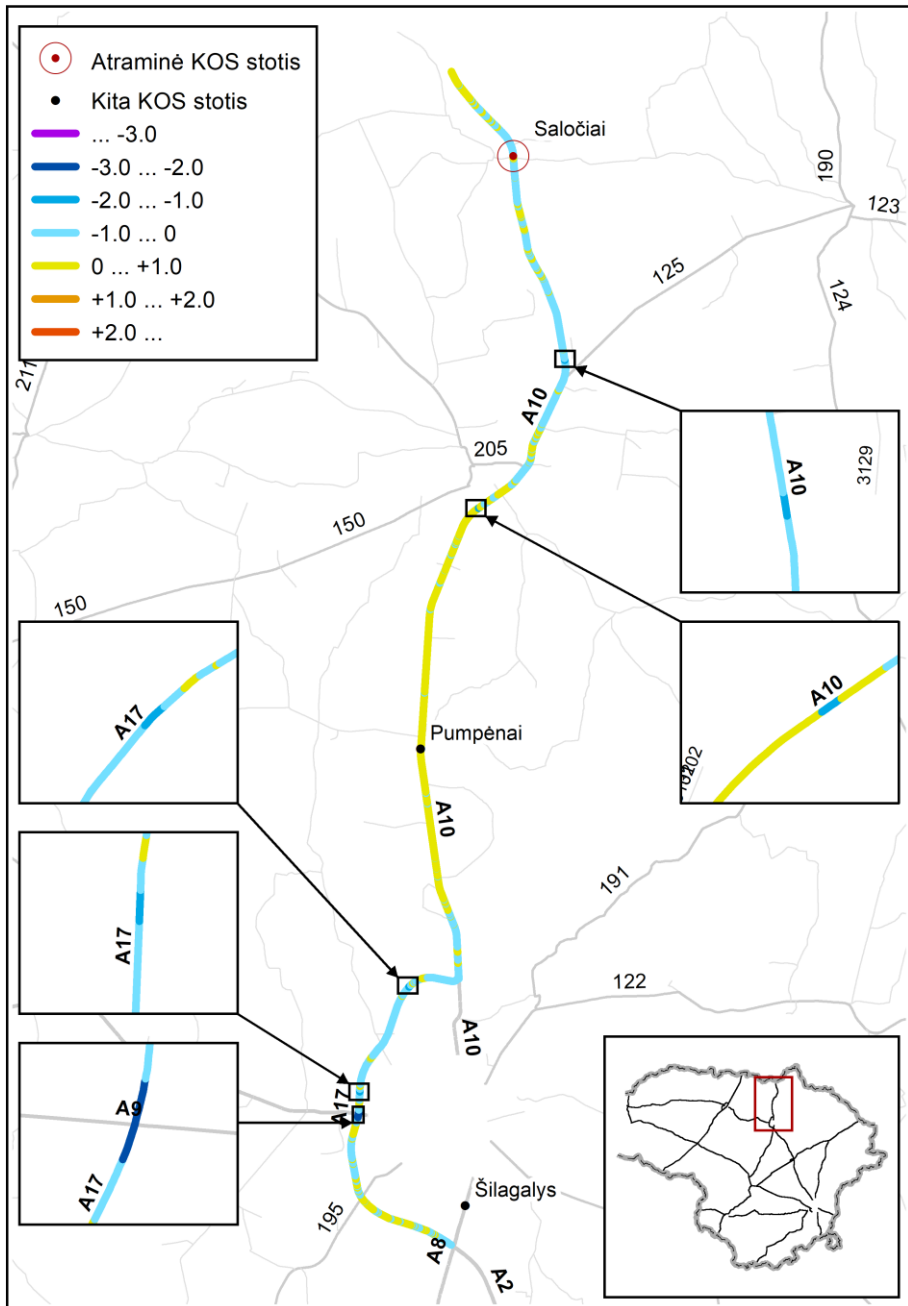 Atraminė KOS stotis
Kita KOS stotis
... -3.0
-3.0 ... -2.0
-2.0 ... -1.0
-1.0 ... 0
0 ... +1.0
+1.0 ... +2.0
+2.0 ...
Saločiai
190
123
125
124
211
A10
205
A10
3129
150
150
A17
A10
202
Pumpėnai
A10
191
A17
122
A10
A17
A9
A17
Šilagalys
195
A8
A2